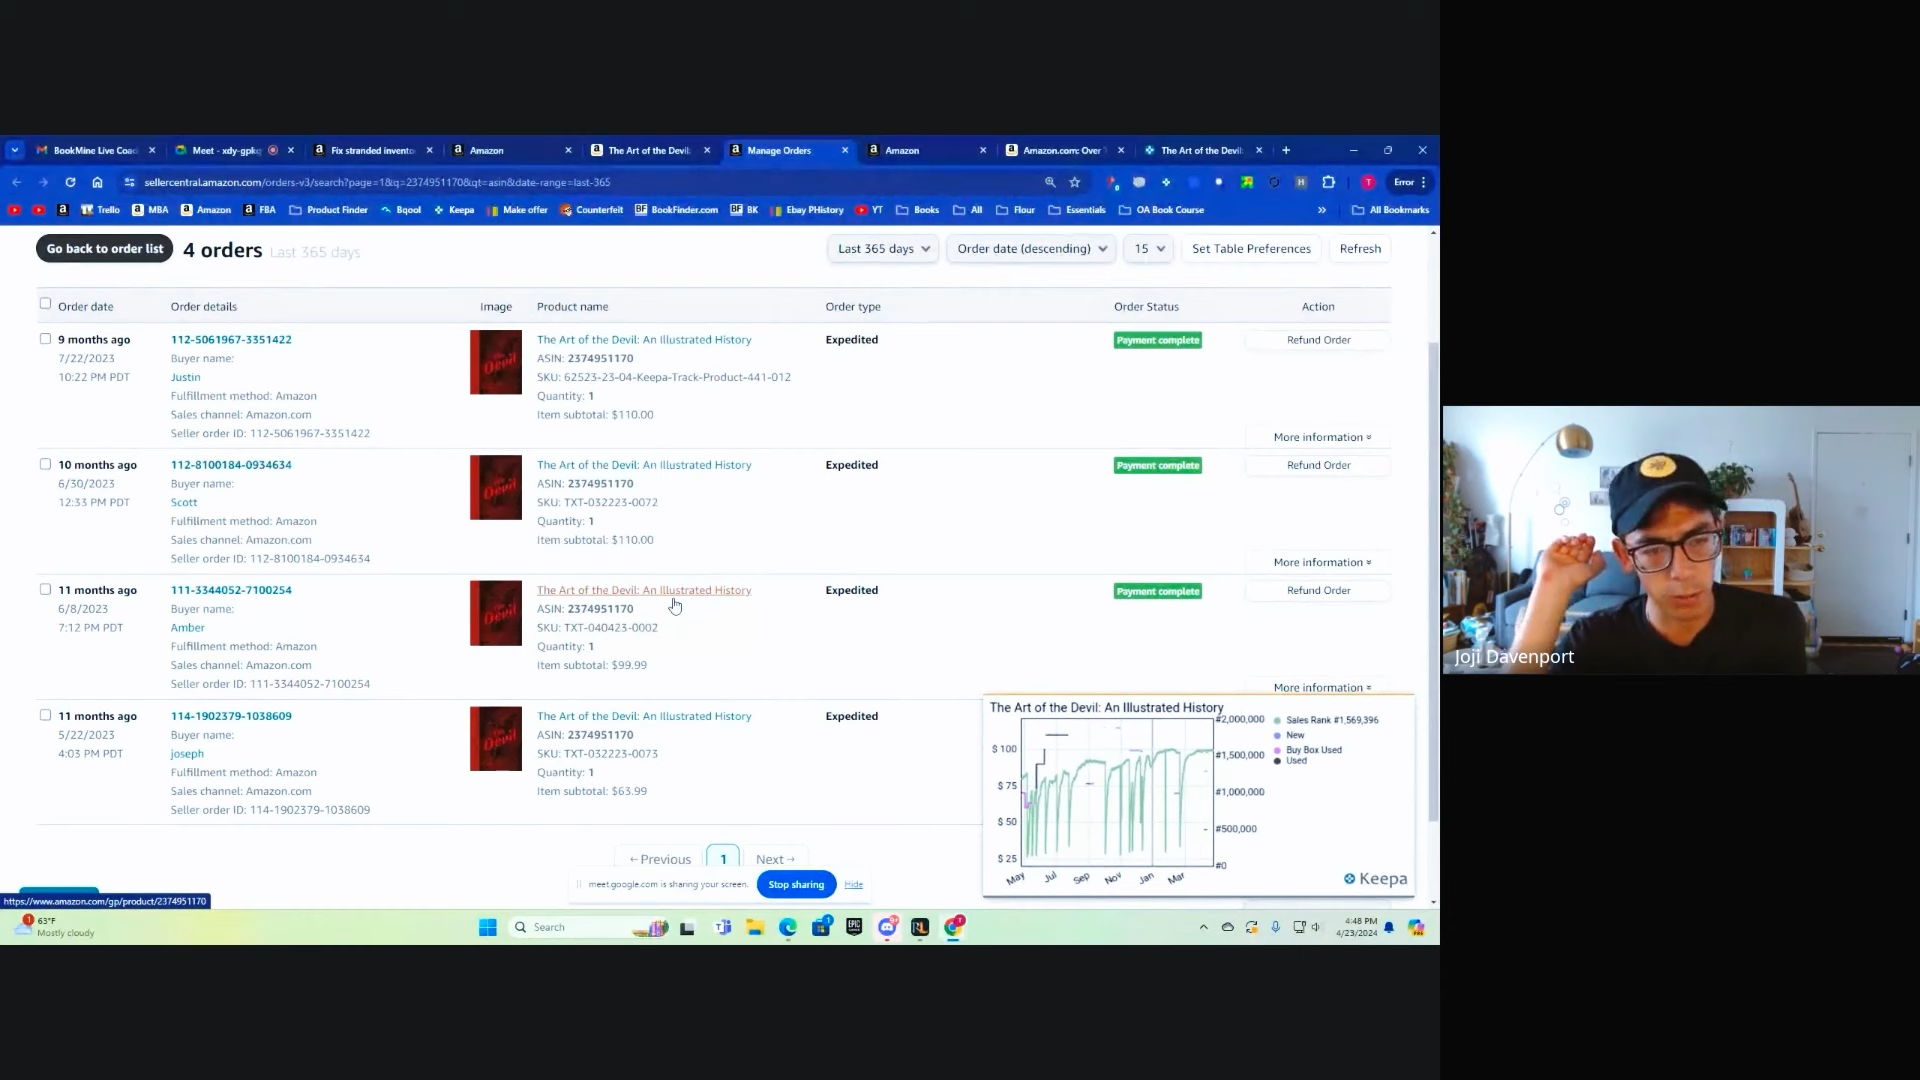 BookMine Live Coac
Meet - xdy-gpkq
Fix stranded invento
Amazon
The Art of the Devil:
Manage Orders
Amazon
Amazon.com: Over
The Art of the Devil:
sellercentral.amazon.com/orders-v3/search?page=1&q=2374951170&qt=asin&date-range=last-365
T
Error
Trello
MBA
Amazon
FBA
Product Finder
Bqool
Keepa
Make offer
Counterfeit
BF BookFinder.com
BF BK
Ebay PHistory
YT
Books
All
Flour
Essentials
OA Book Course
All Bookmarks
Go back to order list
4 orders Last 365 days
Last 365 days
Order date (descending)
15
Set Table Preferences
Refresh
Order date
Order details
Image
Product name
Order type
Order Status
Action
9 months ago
7/22/2023
10:22 PM PDT
112-5061967-3351422
Buyer name:
Justin
Fulfillment method: Amazon
Sales channel: Amazon.com
Seller order ID: 112-5061967-3351422
Devil
The Art of the Devil: An Illustrated History
ASIN: 2374951170
SKU: 62523-23-04-Keepa-Track-Product-441-012
Quantity: 1
Item subtotal: $110.00
Expedited
Payment complete
Refund Order
More information
10 months ago
6/30/2023
12:33 PM PDT
112-8100184-0934634
Buyer name:
Scott
Fulfillment method: Amazon
Sales channel: Amazon.com
Seller order ID: 112-8100184-0934634
Devil
The Art of the Devil: An Illustrated History
ASIN: 2374951170
SKU: TXT-032223-0072
Quantity: 1
Item subtotal: $110.00
Expedited
Payment complete
Refund Order
More information
11 months ago
6/8/2023
7:12 PM PDT
111-3344052-7100254
Buyer name:
Amber
Fulfillment method: Amazon
Sales channel: Amazon.com
Seller order ID: 111-3344052-7100254
Devil
The Art of the Devil: An Illustrated History
ASIN: 2374951170
SKU: TXT-040423-0002
Quantity: 1
Item subtotal: $99.99
Expedited
Payment complete
Refund Order
More information
11 months ago
5/22/2023
4:03 PM PDT
114-1902379-1038609
Buyer name:
joseph
Fulfillment method: Amazon
Sales channel: Amazon.com
Seller order ID: 114-1902379-1038609
Devil
The Art of the Devil: An Illustrated History
ASIN: 2374951170
SKU: TXT-032223-0073
Quantity: 1
Item subtotal: $63.99
Expedited
The Art of the Devil: An Illustrated History
$ 100
$ 75
$ 50
$ 25
#2,000,000
#1,500,000
#1,000,000
#500,000
#0
May Jul Sep Nov Jan Mar
Sales Rank #1,569,396
New
Buy Box Used
Used
Keepa
←Previous
1
Next→
meet.google.com is sharing your screen.
Stop sharing
Hide
https://www.amazon.com/gp/product/2374951170
63°F
Mostly cloudy
Search
4:48 PM
4/23/2024
Joji Davenport